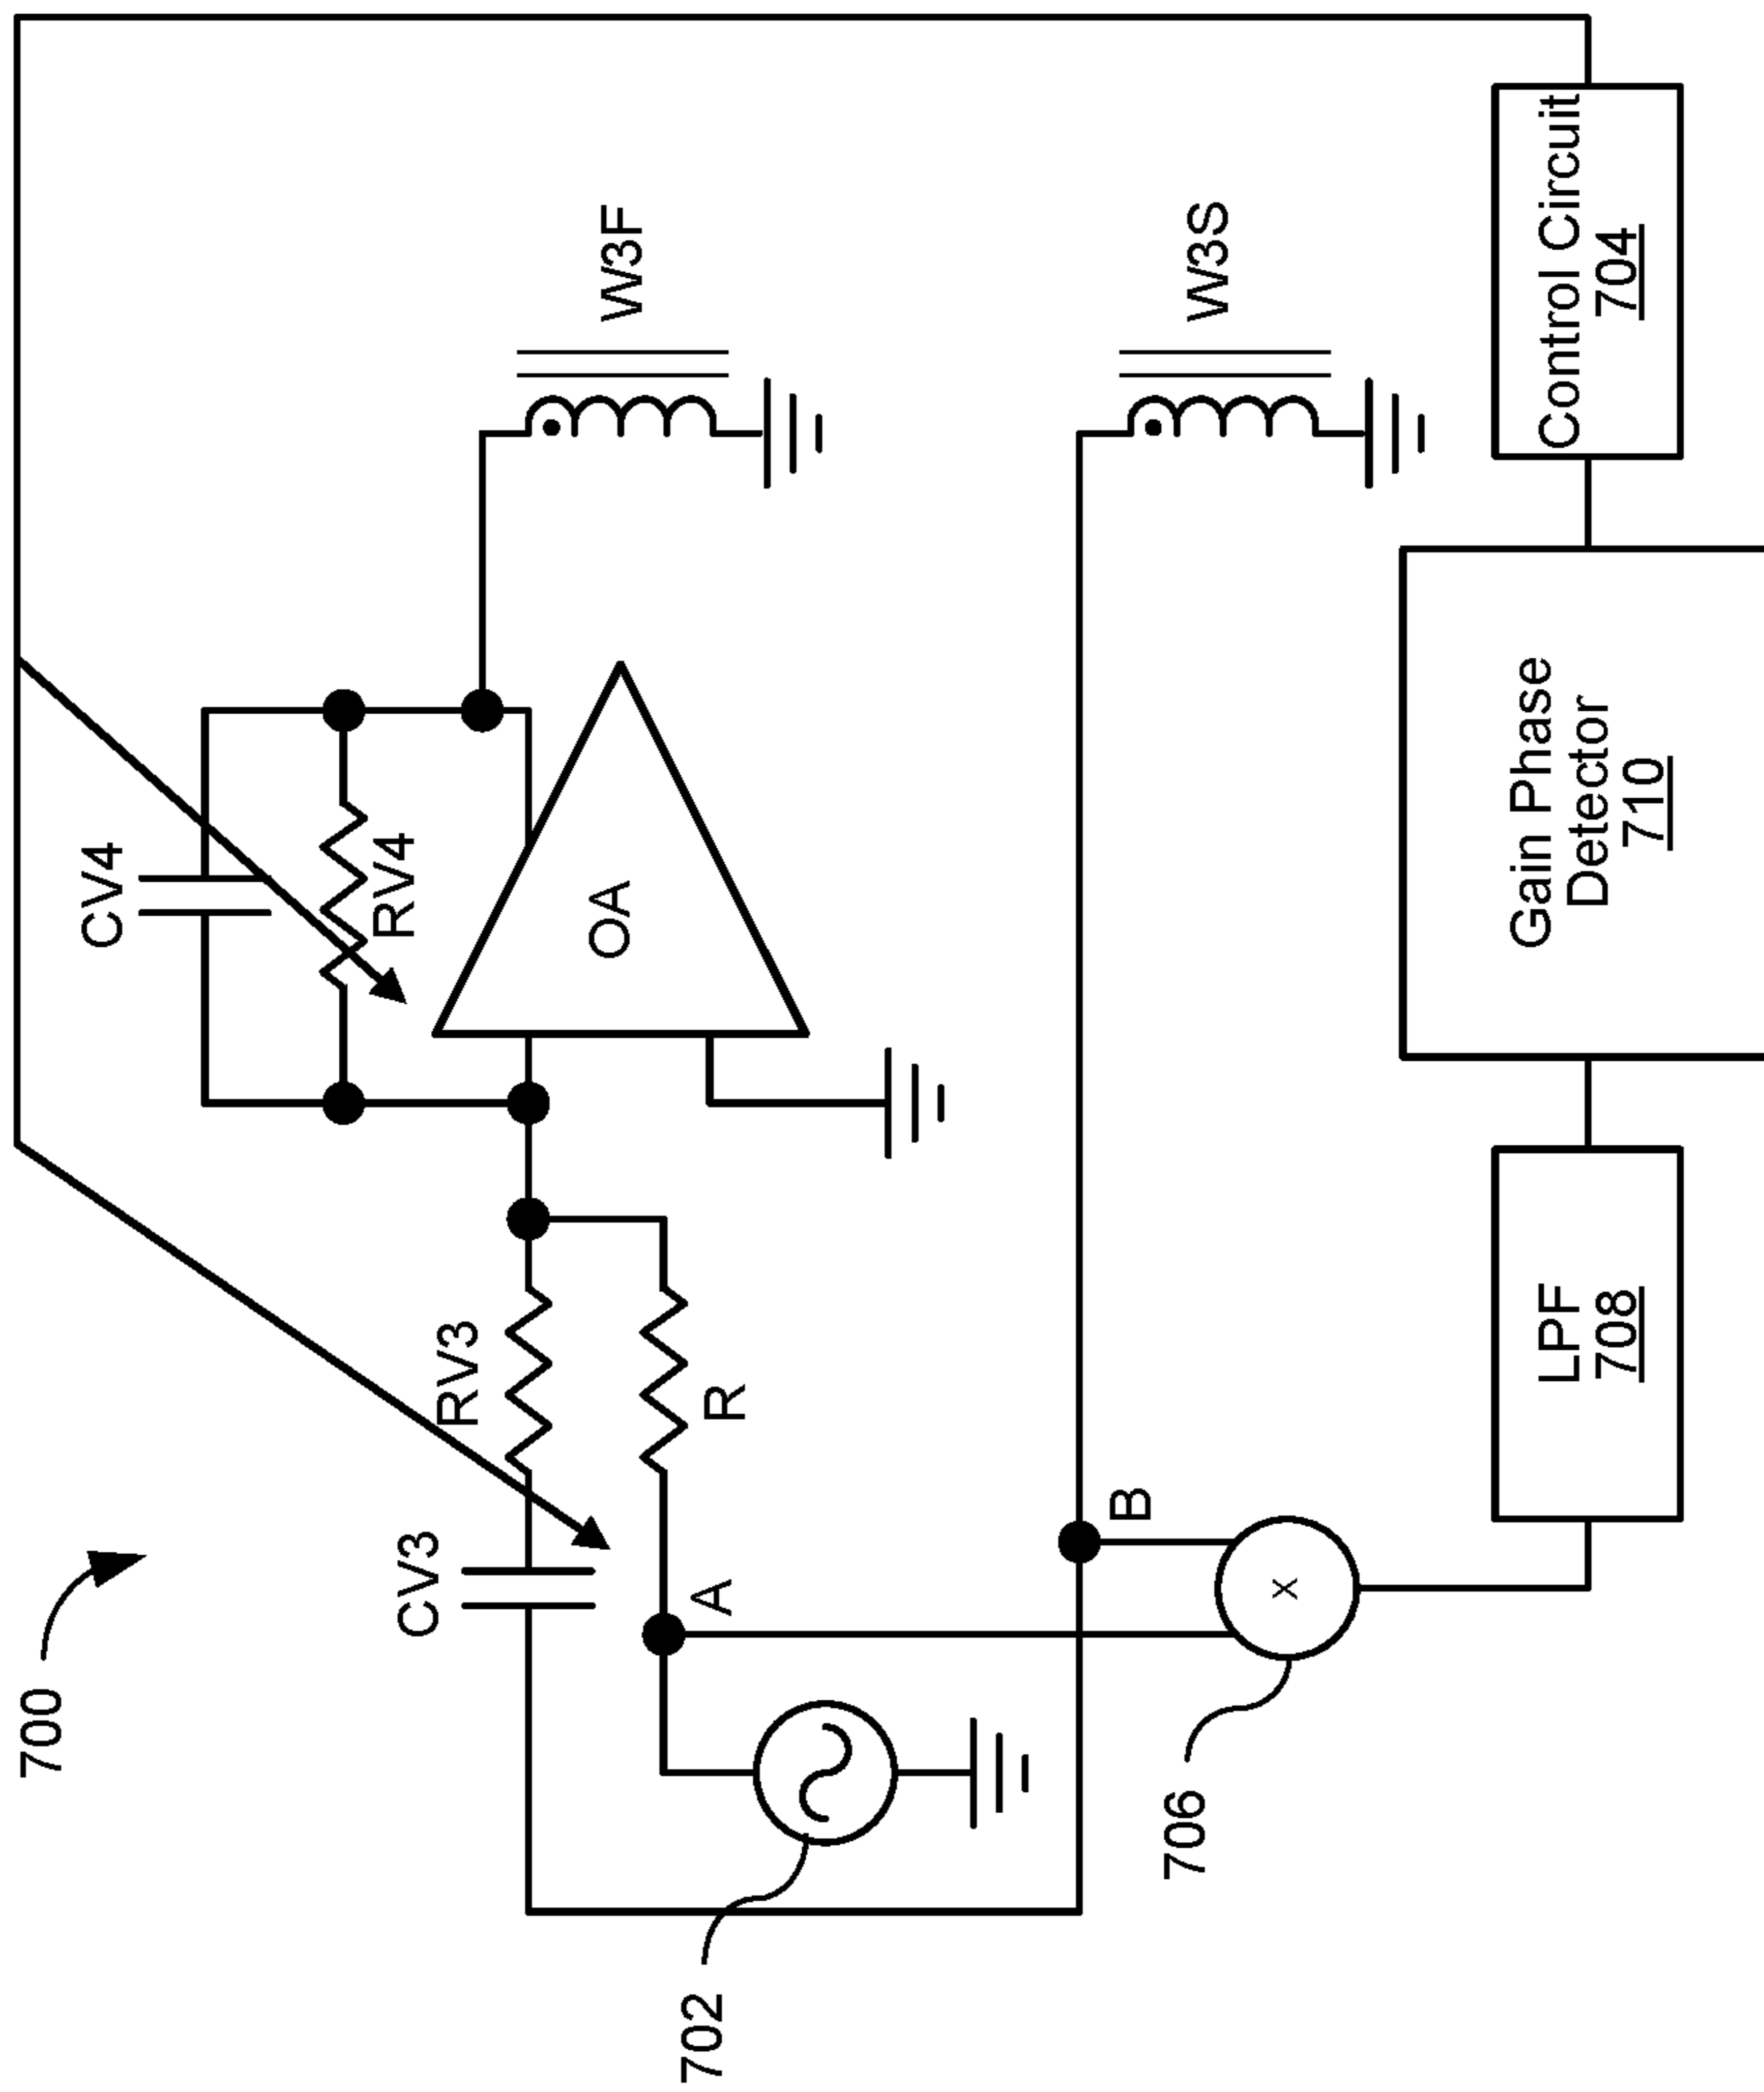 700
CV4
RV4
OA
W3F
CV3
RV3
R
A
702
B
W3S
706
x
LPF
708
Gain Phase
Detector
710
Control Circuit
704